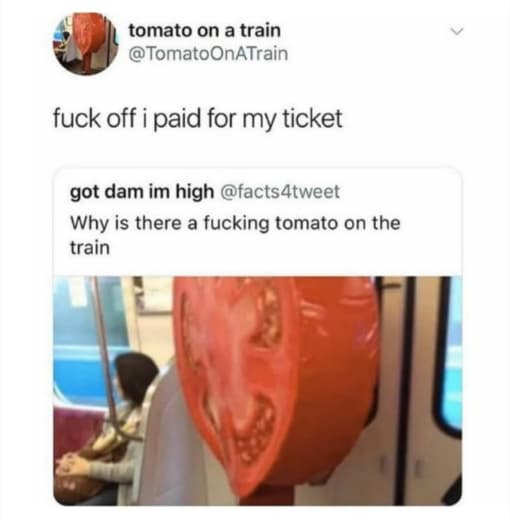 tomato on a train
@TomatoOnATrain
fuck off i paid for my ticket
got dam im high @facts4tweet
Why is there a fucking tomato on the
train